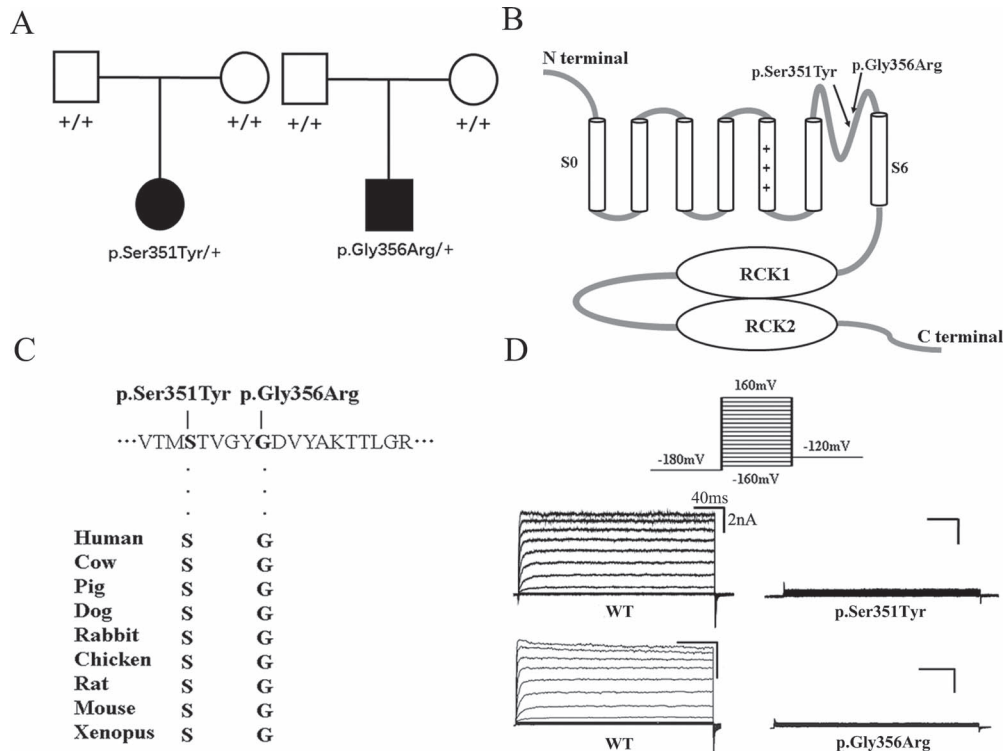 A
+/+
+/+
+/+
+/+
p.Ser351Tyr/+
p.Gly356Arg/+
B
N terminal
p.Ser351Tyr
p.Gly356Arg
S0
+
+
+
S6
RCK1
RCK2
C terminal
C
p.Ser351Tyr p.Gly356Arg
···VTMSTVGYGDVYAKTTLGR···
Human S G
Cow S G
Pig S G
Dog S G
Rabbit S G
Chicken S G
Rat S G
Mouse S G
Xenopus S G
D
160mV
-180mV
-120mV
-160mV
40ms
2nA
WT
p.Ser351Tyr
WT
p.Gly356Arg